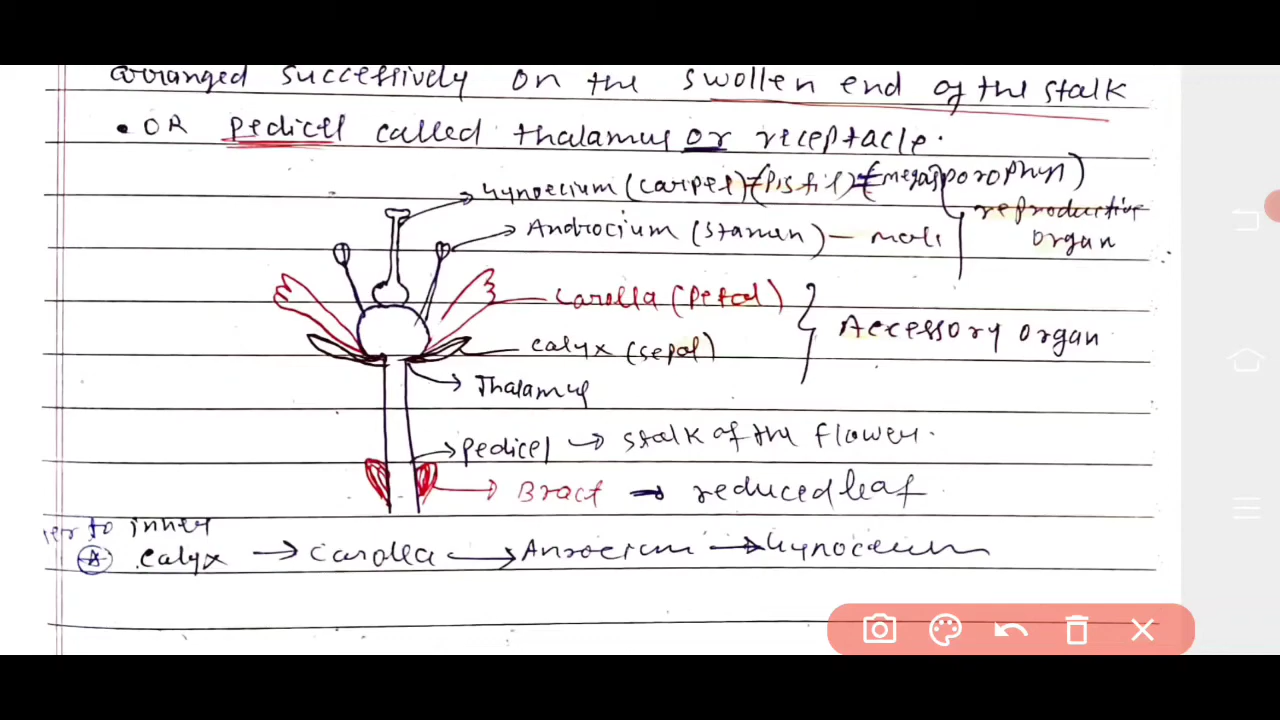 arranged successively on the swollen end of the stalk
• OR pedicel called thalamus or receptacle.
Gynoecium (carpel) = (Pistil) = (megasporophyll)
reproductive
Androcium (stamen) — male
organ
Carolla (Petal)
Accessory organ
calyx (sepal)
Thalamus
Pedicel → stalk of the flower.
Bract → reduced leaf
to inner
calyx → Carolla → Androcium → Gynoceum